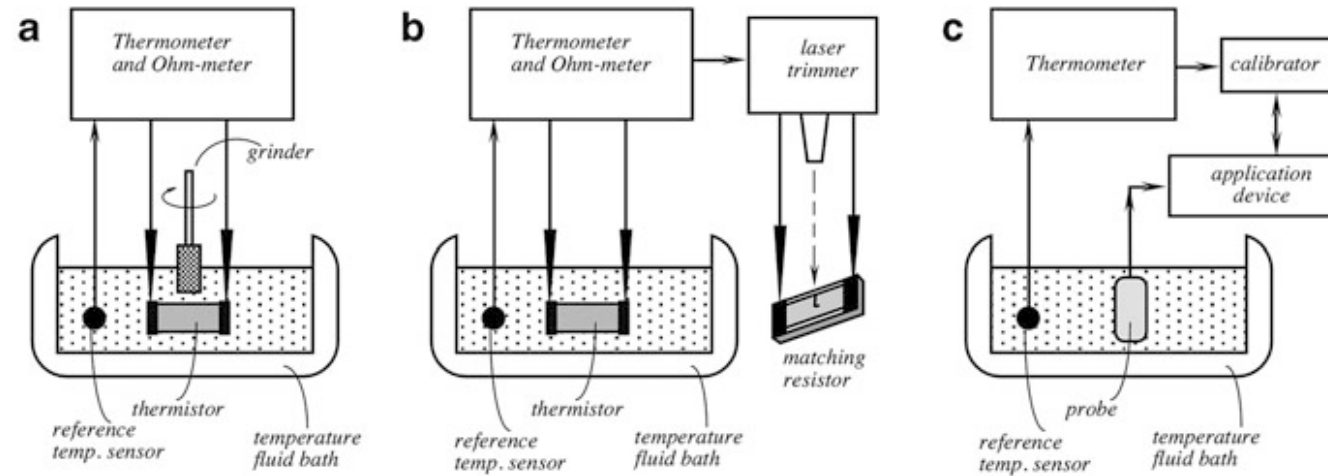 a
Thermometer
and Ohm-meter
grinder
thermistor
reference
temp. sensor
temperature
fluid bath
b
Thermometer
and Ohm-meter
laser
trimmer
matching
resistor
thermistor
reference
temp. sensor
temperature
fluid bath
c
Thermometer
calibrator
application
device
probe
reference
temp. sensor
temperature
fluid bath